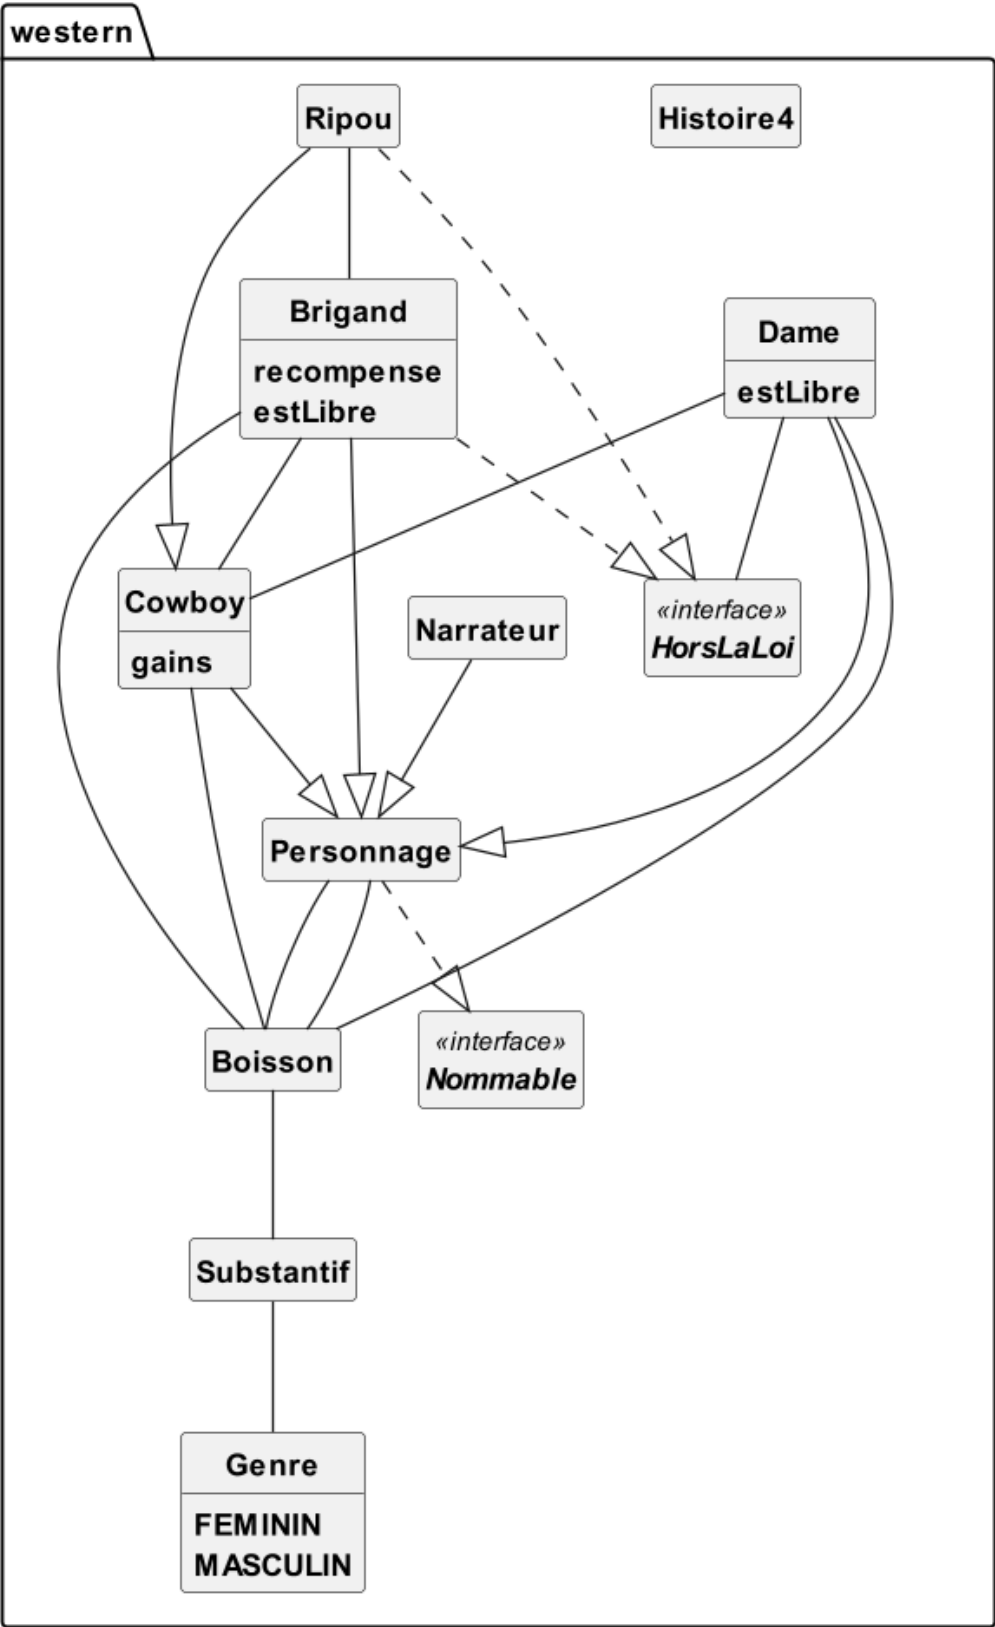 western
Ripou
Histoire4
Brigand
recompense
estLibre
Dame
estLibre
Cowboy
gains
Narrateur
«interface»
HorsLaLoi
Personnage
Boisson
«interface»
Nommable
Substantif
Genre
FEMININ
MASCULIN